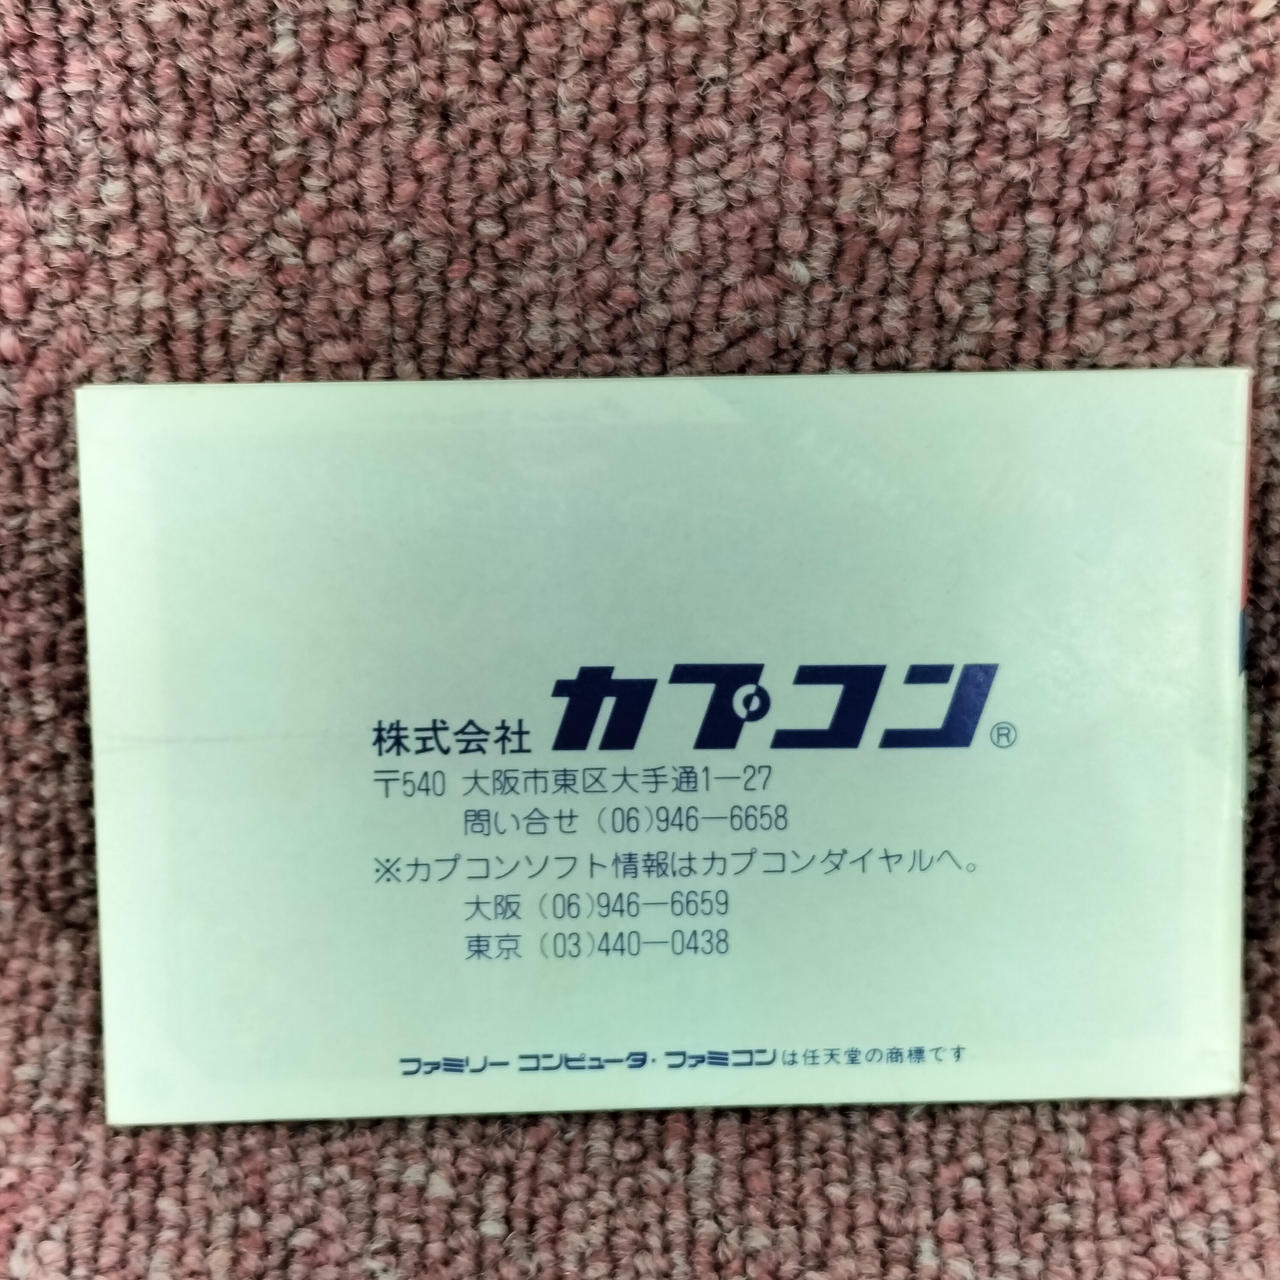 株式会社 カプコン®
〒540 大阪市東区大手通1―27
問い合せ (06)946―6658
※カプコンソフト情報はカプコンダイヤルへ。
大阪 (06)946―6659
東京 (03)440―0438
ファミリー コンピュータ・ファミコンは任天堂の商標です